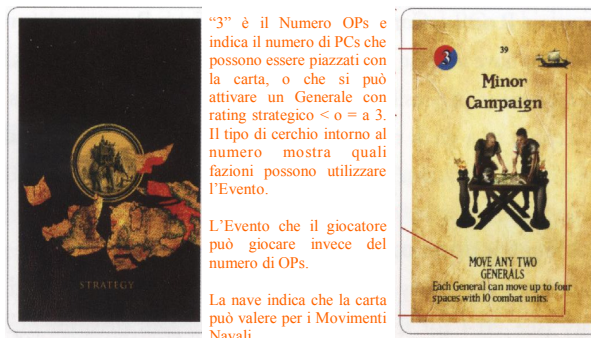 STRATEGY
“3” è il Numero OPs e
indica il numero di PCs che
possono essere piazzati con
la carta, o che si può
attivare un Generale con
rating strategico < o = a 3.
Il tipo di cerchio intorno al
numero mostra quali
fazioni possono utilizzare
l’Evento.
L’Evento che il giocatore
può giocare invece del
numero di OPs.
La nave indica che la carta
può valere per i Movimenti
Navali
3
39
Minor
Campaign
MOVE ANY TWO
GENERALS
Each General can move up to four
spaces with 10 combat units.